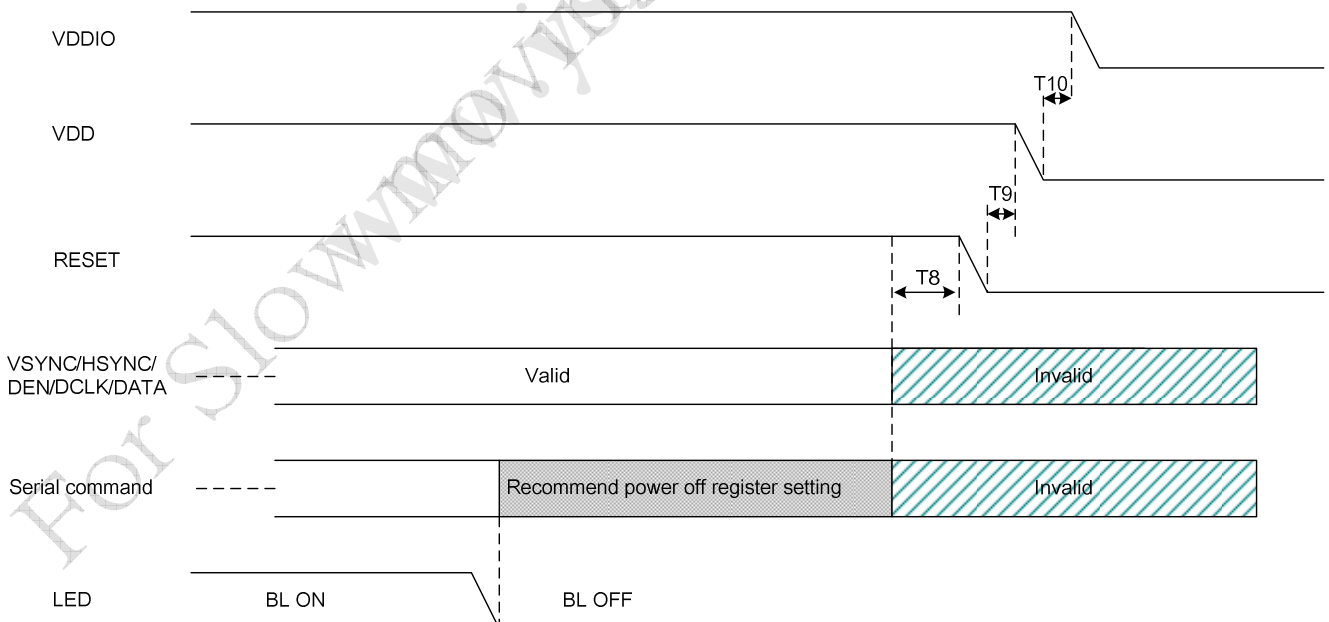 VDDIO
T10
VDD
T9
RESET
T8
VSYNC/HSYNC/
DEN/DCLK/DATA
Valid
Invalid
Serial command
Recommend power off register setting
Invalid
LED
BL ON
BL OFF
For Slow